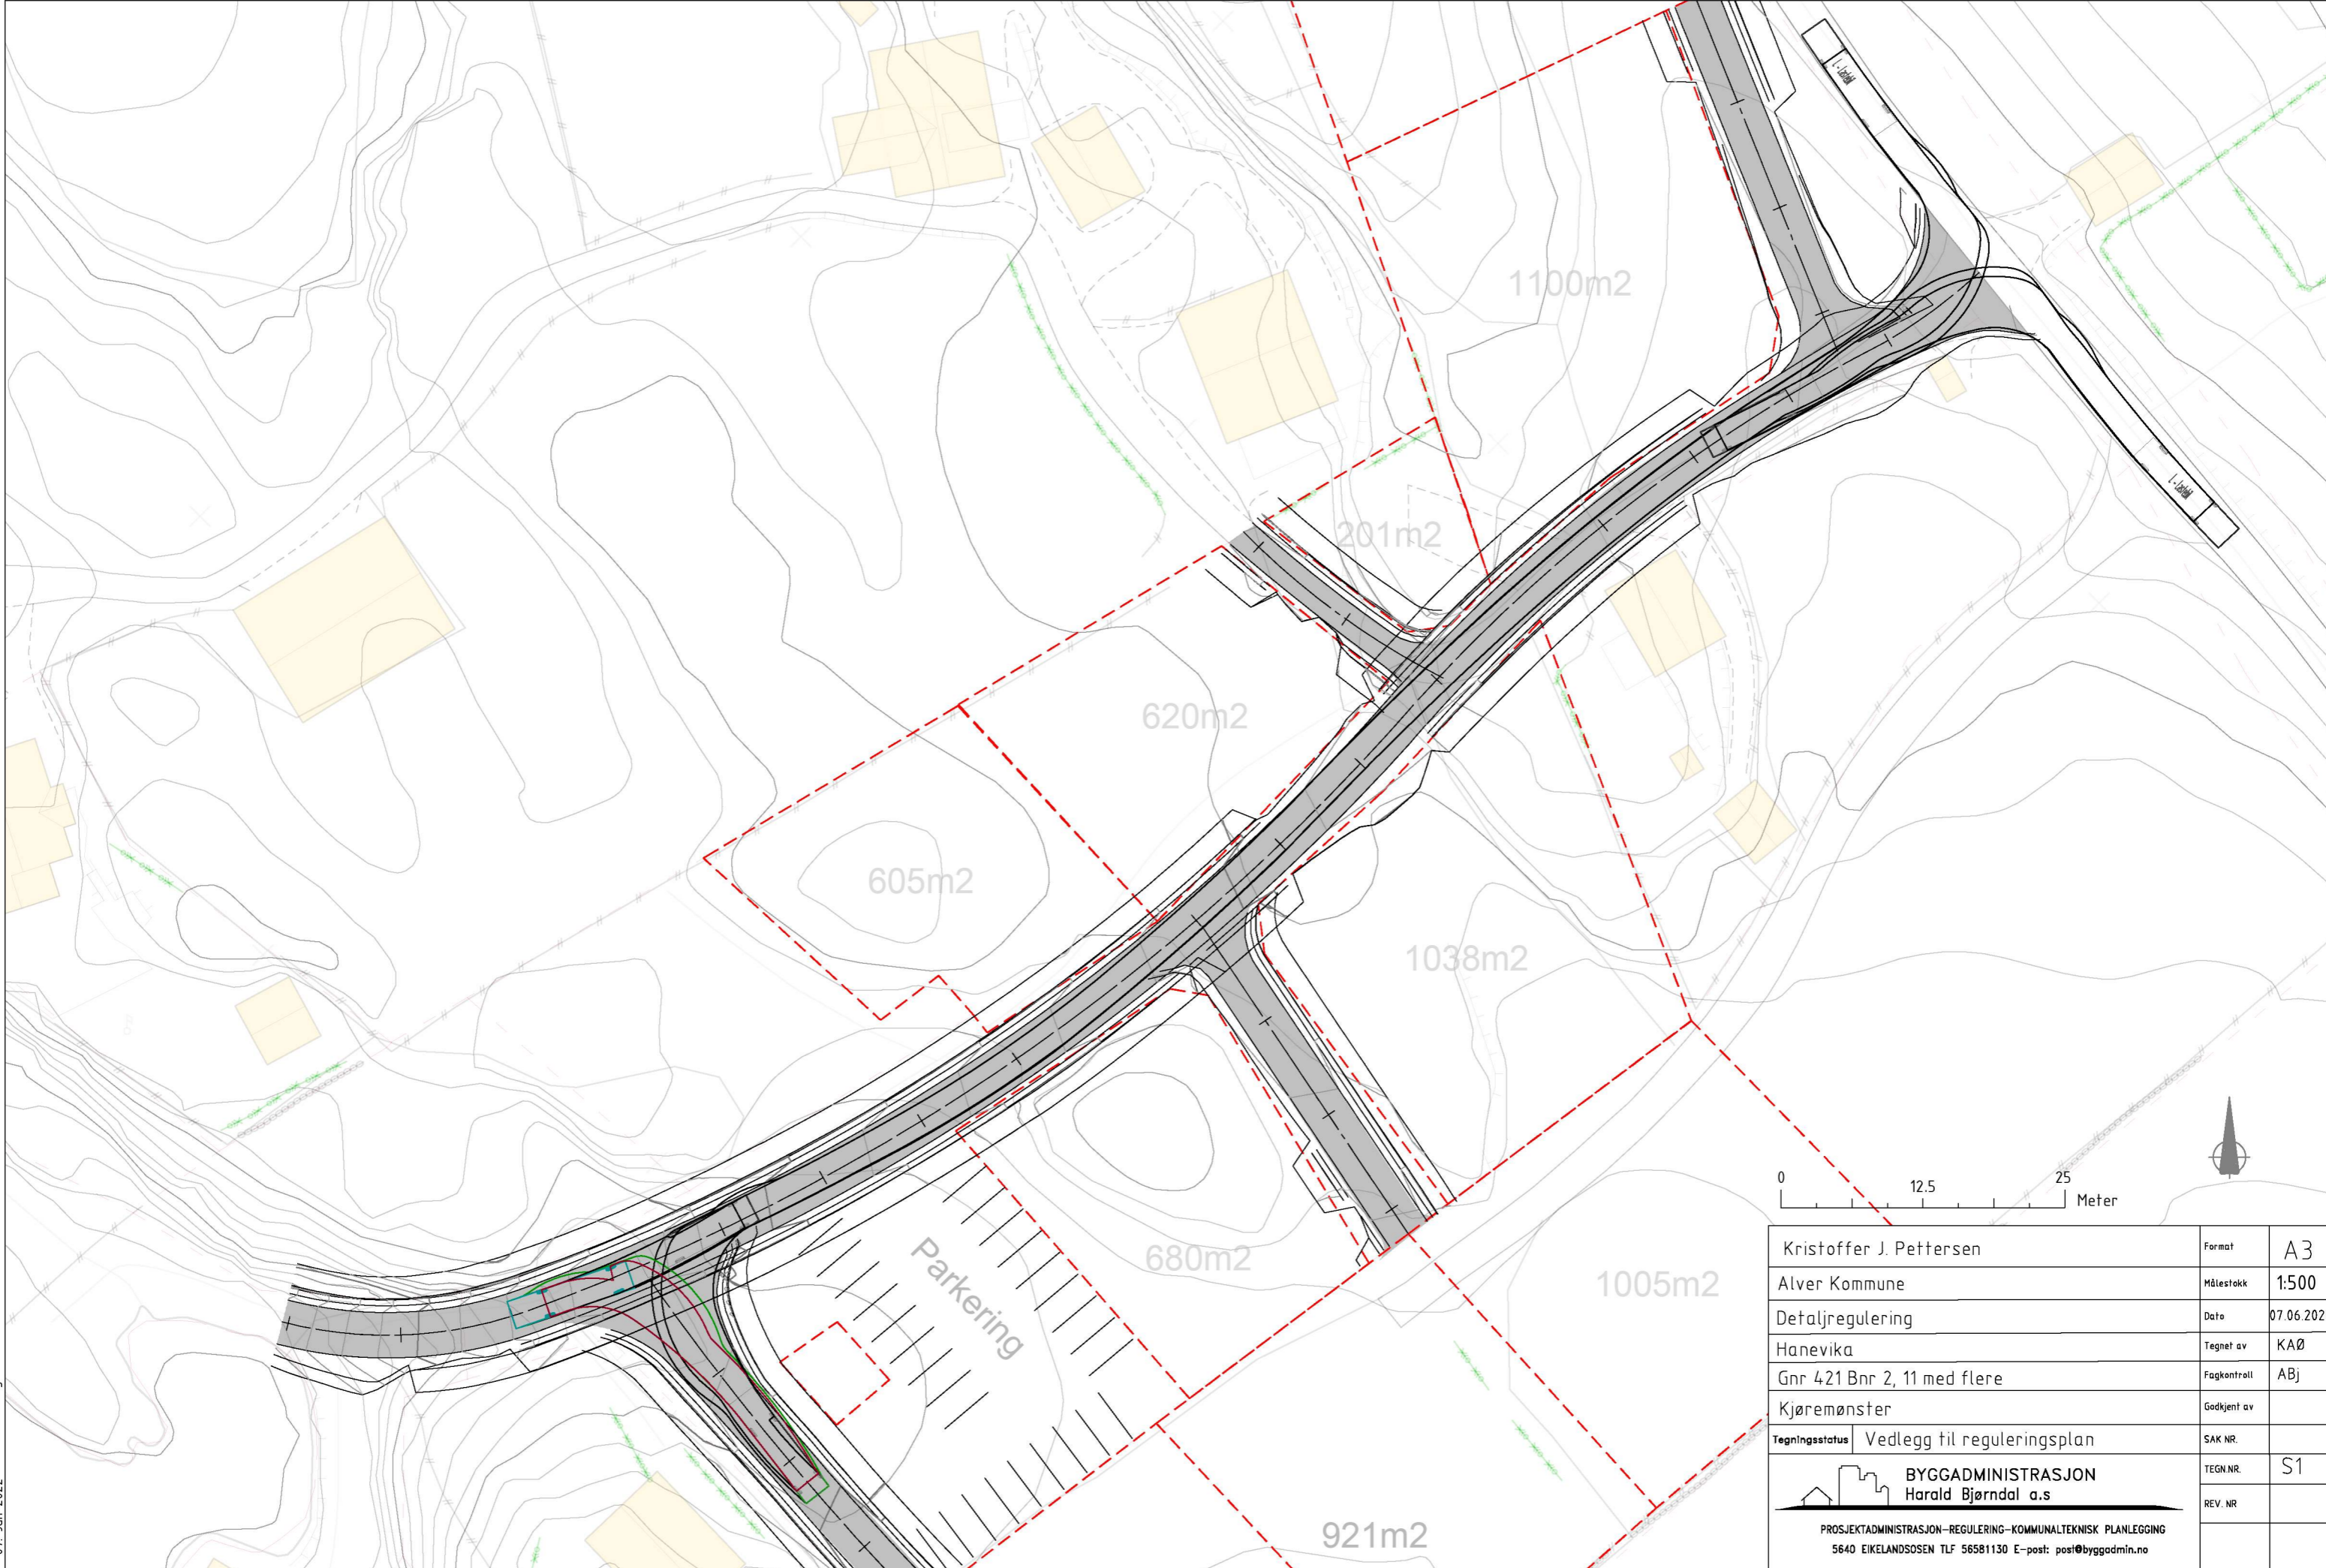 1100m2
201m2
620m2
605m2
1038m2
680m2
Parkering
1005m2
921m2
0 12.5 25 Meter
Kristoffer J. Pettersen
Format A3
Alver Kommune
Målestokk 1:500
Detaljregulering
Dato 07.06.202
Hanevika
Tegnet av KAØ
Gnr 421 Bnr 2, 11 med flere
Fagkontroll ABj
Kjøremønster
Godkjent av
Tegningsstatus Vedlegg til reguleringsplan
SAK NR.
BYGGADMINISTRASJON
Harald Bjørndal a.s
TEGN.NR. S1
REV. NR
PROSJEKTADMINISTRASJON-REGULERING-KOMMUNALTEKNISK PLANLEGGING
5640 EIKELANDSOSEN TLF 56581130 E-post: post@byggadmin.no